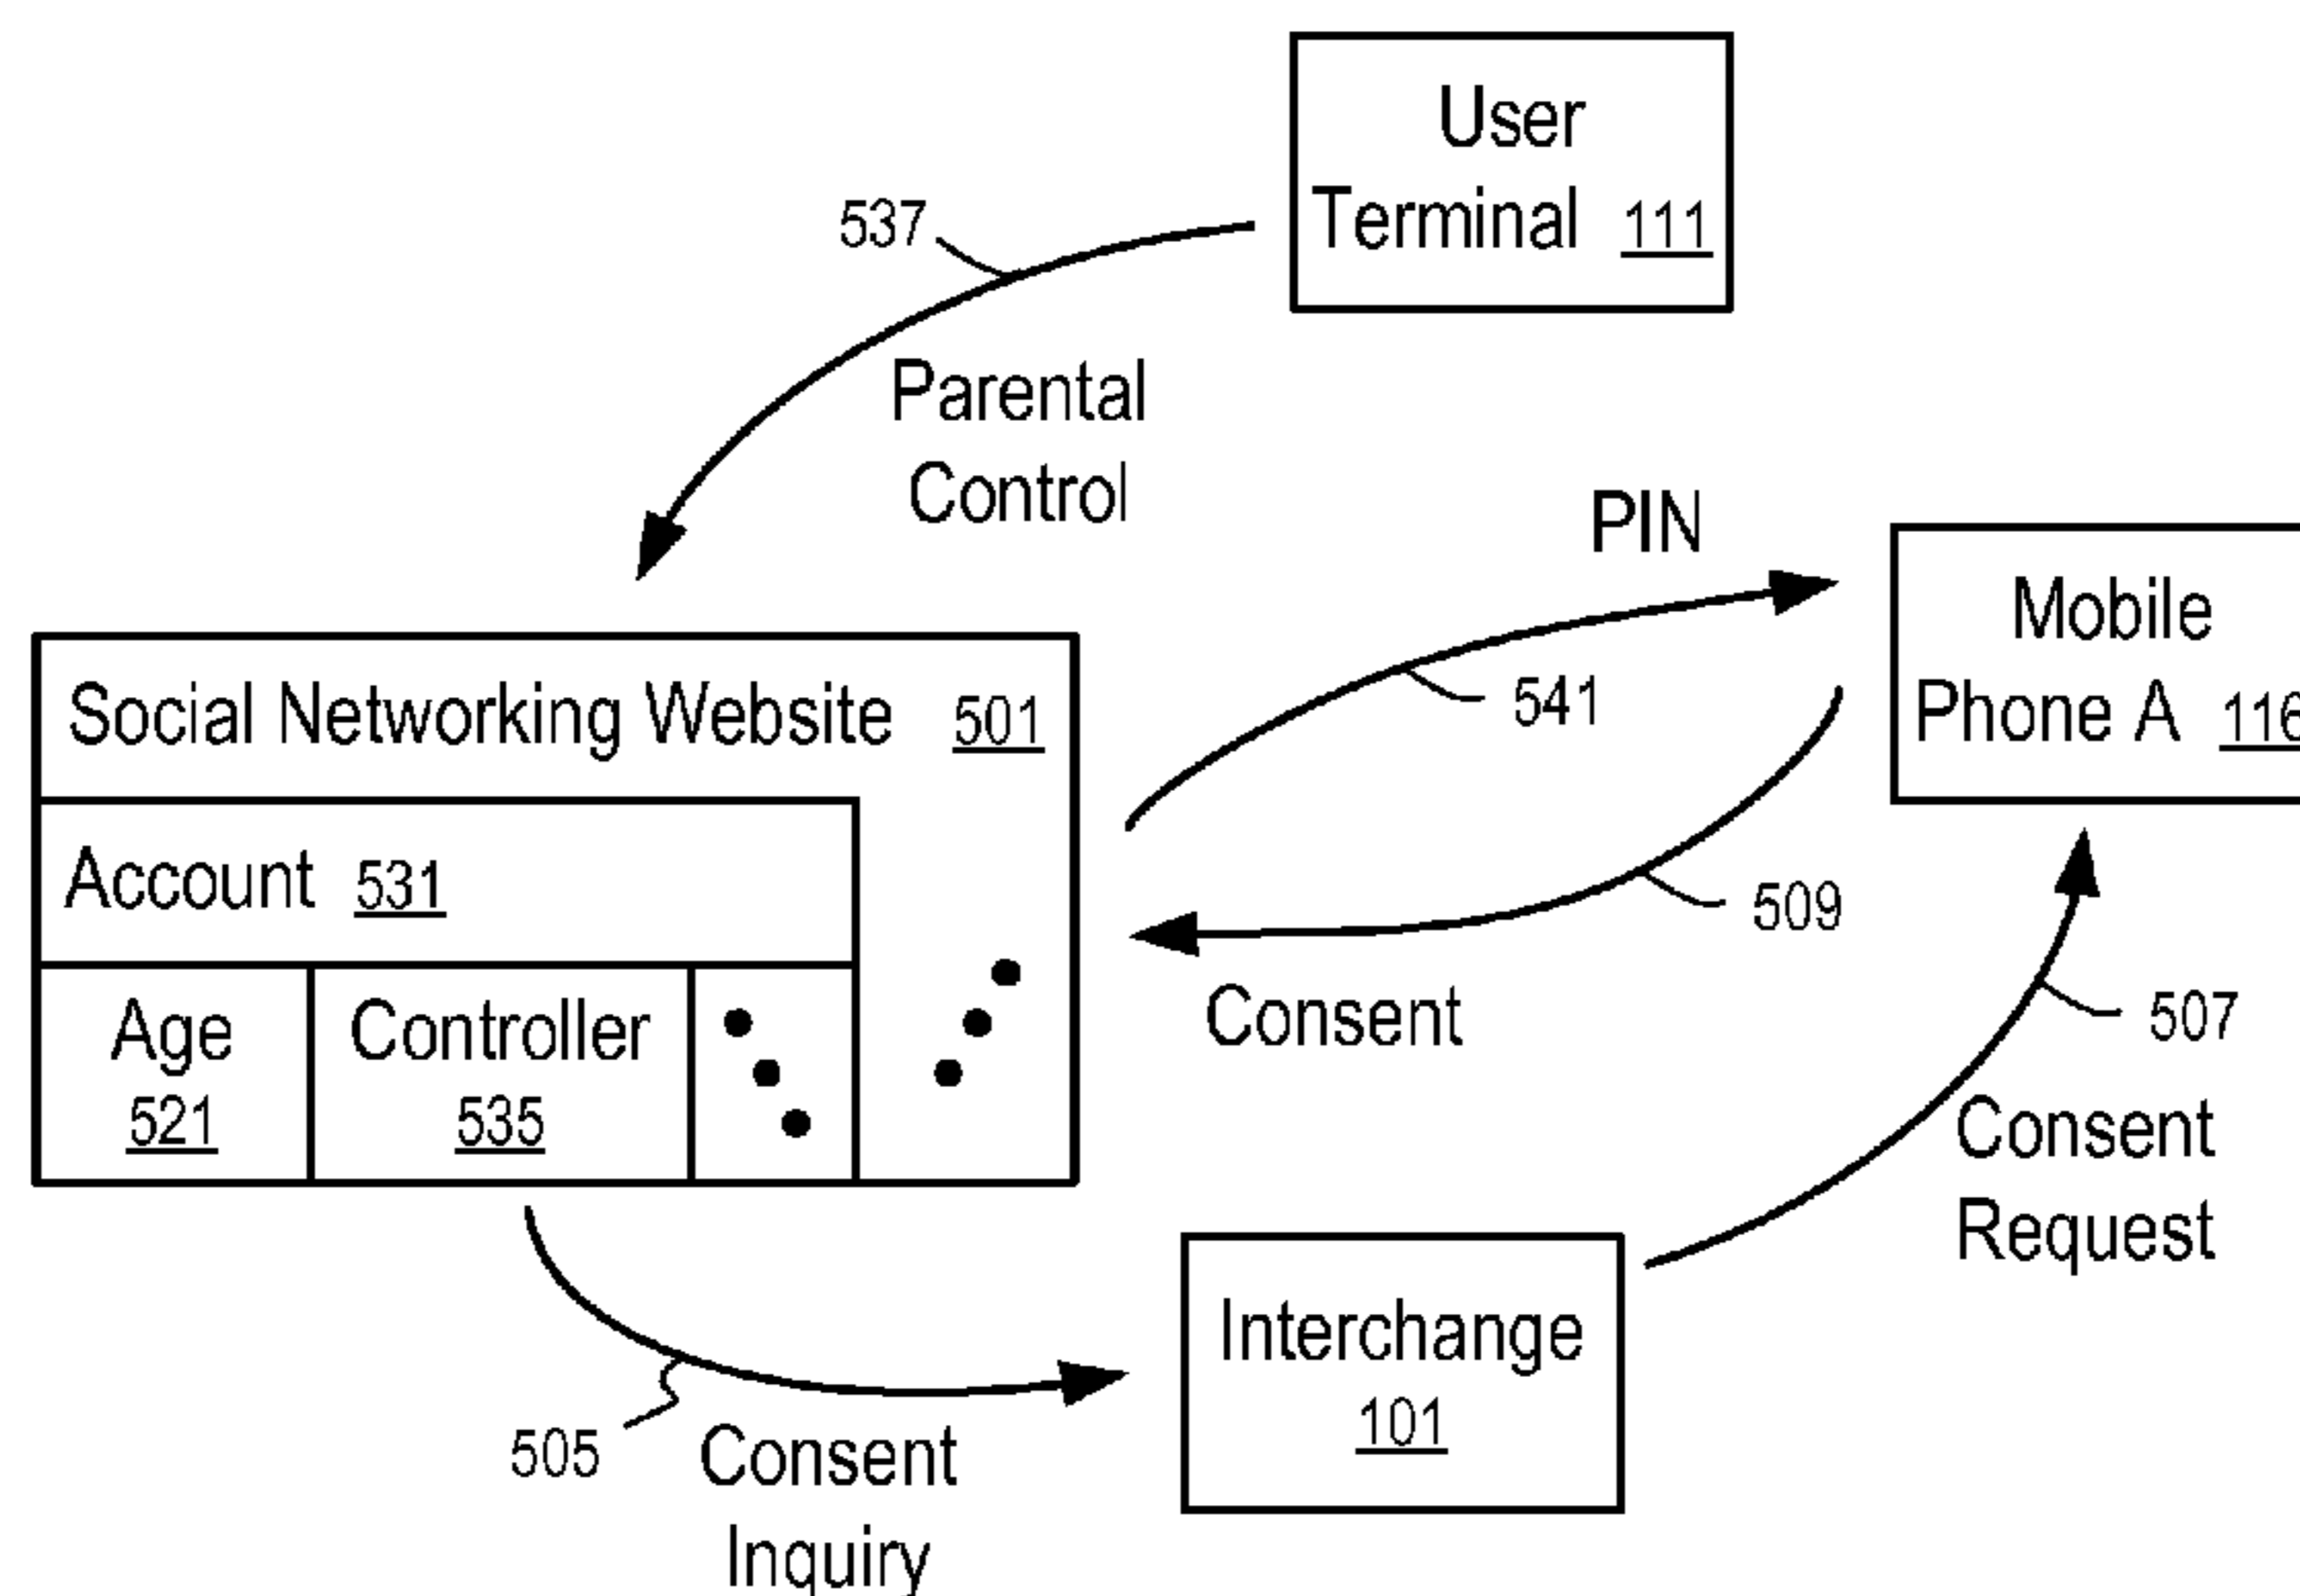 User
Terminal 111
537
Parental
Control
PIN
Mobile
Phone A 116
541
Social Networking Website 501
Account 531
509
Age
521
Controller
535
Consent
507
Consent
Request
Interchange
101
505
Consent
Inquiry